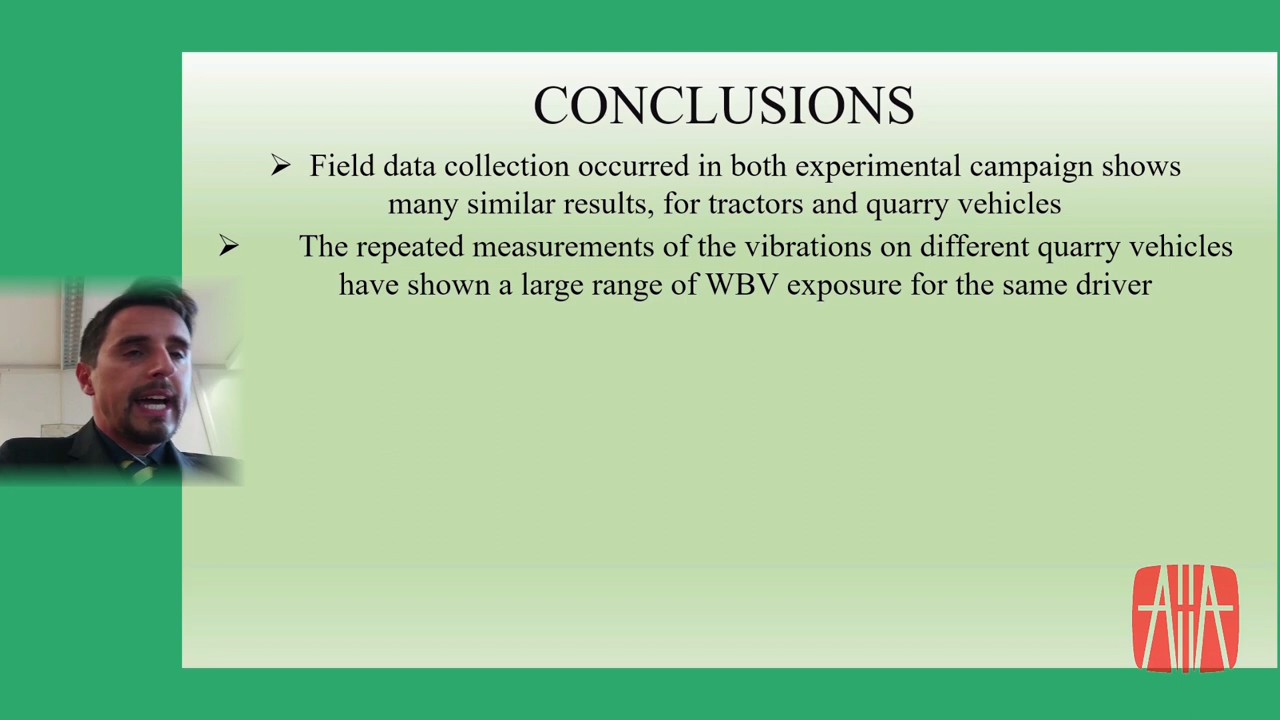 CONCLUSIONS
➢ Field data collection occurred in both experimental campaign shows
many similar results, for tractors and quarry vehicles
➢ The repeated measurements of the vibrations on different quarry vehicles
have shown a large range of WBV exposure for the same driver
AIIA